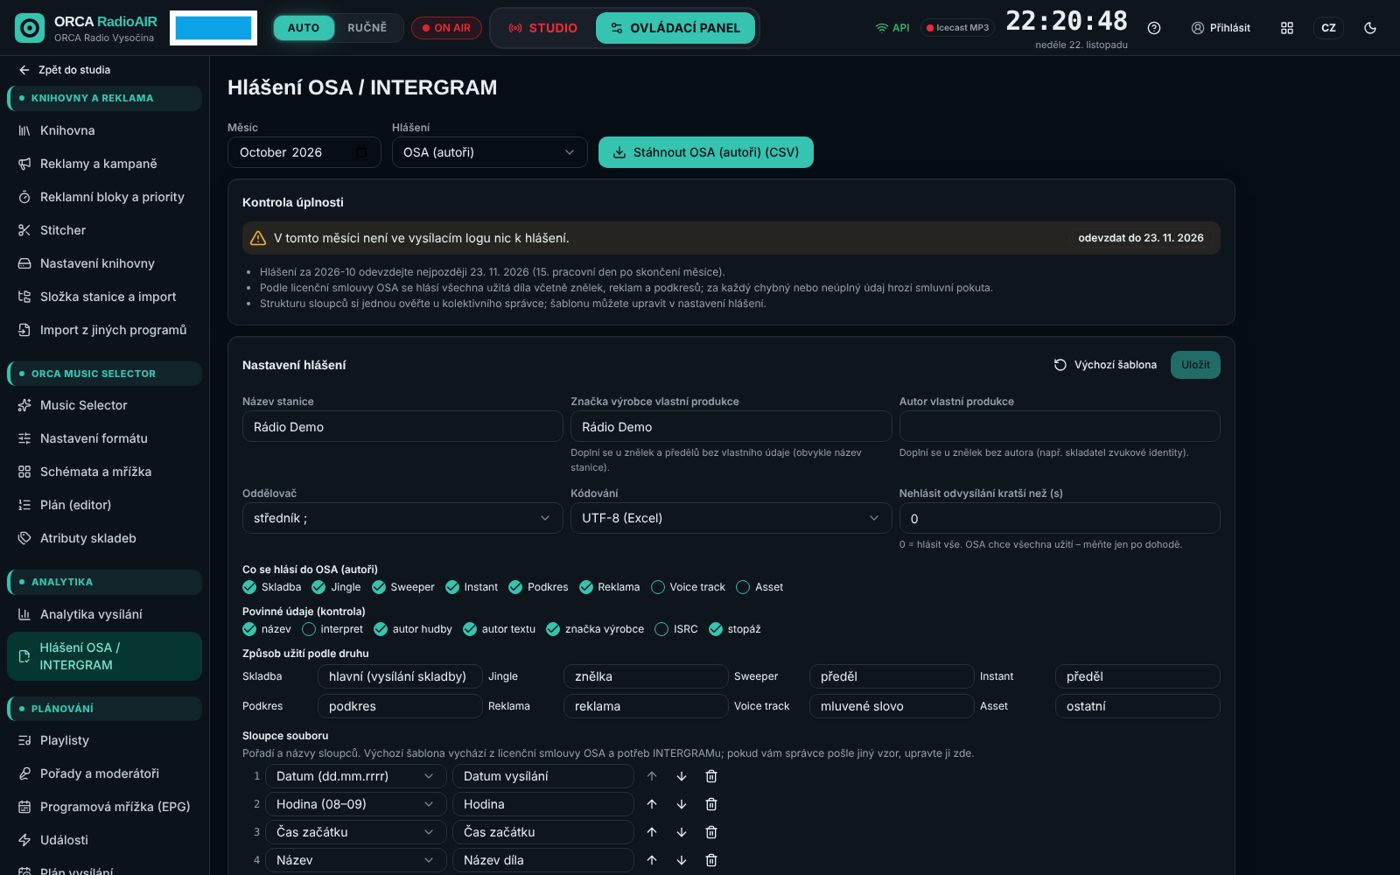 ORCA RadioAIR
ORCA Radio Vysočina
AUTO
RUČNĚ
ON AIR
STUDIO
OVLÁDACÍ PANEL
API
Icecast MP3
22:20:48
neděle 22. listopadu
Přihlásit
CZ
Zpět do studia
KNIHOVNY A REKLAMA
Knihovna
Reklamy a kampaně
Reklamní bloky a priority
Stitcher
Nastavení knihovny
Složka stanice a import
Import z jiných programů
ORCA MUSIC SELECTOR
Music Selector
Nastavení formátu
Schémata a mřížka
Plán (editor)
Atributy skladeb
ANALYTIKA
Analytika vysílání
Hlášení OSA /
INTERGRAM
PLÁNOVÁNÍ
Playlisty
Pořady a moderátoři
Programová mřížka (EPG)
Události
Plán vysílání
Hlášení OSA / INTERGRAM
Měsíc
Hlášení
October 2026
OSA (autoři)
Stáhnout OSA (autoři) (CSV)
Kontrola úplnosti
V tomto měsíci není ve vysílacím logu nic k hlášení.
odevzdat do 23. 11. 2026
• Hlášení za 2026-10 odevzdejte nejpozději 23. 11. 2026 (15. pracovní den po skončení měsíce).
• Podle licenční smlouvy OSA se hlásí všechna užitá díla včetně znělek, reklam a podkresů; za každý chybný nebo neúplný údaj hrozí smluvní pokuta.
• Strukturu sloupců si jednou ověřte u kolektivního správce; šablonu můžete upravit v nastavení hlášení.
Nastavení hlášení
Výchozí šablona
Uložit
Název stanice
Značka výrobce vlastní produkce
Autor vlastní produkce
Rádio Demo
Rádio Demo
Doplní se u znělek a předělů bez vlastního údaje (obvykle název
stanice).
Doplní se u znělek bez autora (např. skladatel zvukové identity).
Oddělovač
Kódování
Nehlásit odvysílání kratší než (s)
středník ;
UTF-8 (Excel)
0
0 = hlásit vše. OSA chce všechna užití – měňte jen po dohodě.
Co se hlásí do OSA (autoři)
Skladba Jingle Sweeper Instant Podkres Reklama Voice track Asset
Povinné údaje (kontrola)
název interpret autor hudby autor textu značka výrobce ISRC stopáž
Způsob užití podle druhu
Skladba hlavní (vysílání skladby) Jingle znělka Sweeper předěl Instant předěl
Podkres podkres Reklama reklama Voice track mluvené slovo Asset ostatní
Sloupce souboru
Pořadí a názvy sloupců. Výchozí šablona vychází z licenční smlouvy OSA a potřeb INTERGRAMu; pokud vám správce pošle jiný vzor, upravte ji zde.
1 Datum (dd.mm.rrrr) Datum vysílání
2 Hodina (08–09) Hodina
3 Čas začátku Čas začátku
4 Název Název díla